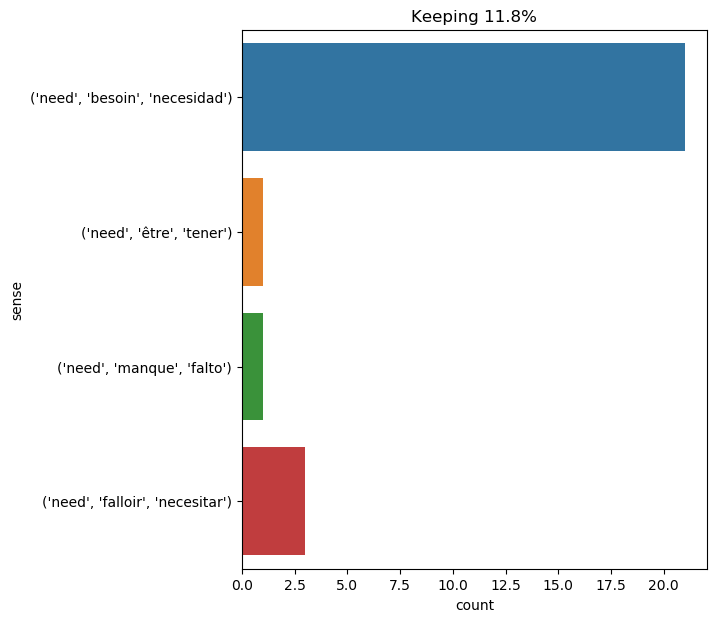 Keeping 11.8%
('need', 'besoin', 'necesidad')
('need', 'être', 'tener')
('need', 'manque', 'falto')
('need', 'falloir', 'necesitar')
sense
0.0 2.5 5.0 7.5 10.0 12.5 15.0 17.5 20.0
count